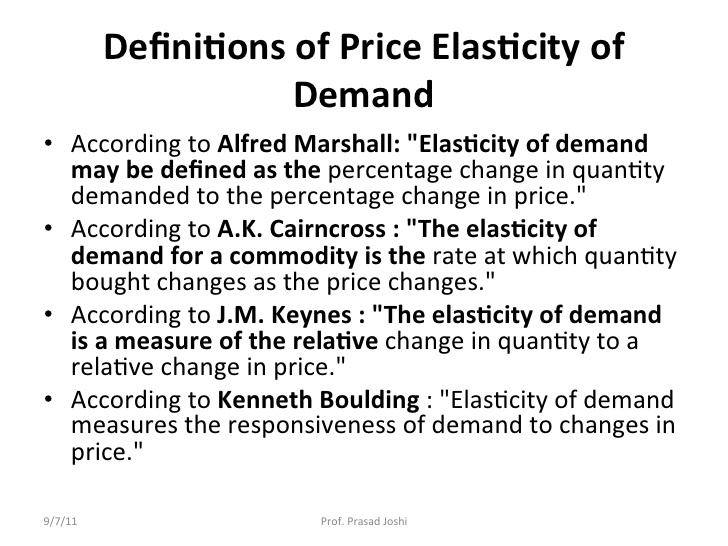 Definitions of Price Elasticity of
Demand
• According to Alfred Marshall: "Elasticity of demand
may be defined as the percentage change in quantity
demanded to the percentage change in price."
• According to A.K. Cairncross : "The elasticity of
demand for a commodity is the rate at which quantity
bought changes as the price changes."
• According to J.M. Keynes : "The elasticity of demand
is a measure of the relative change in quantity to a
relative change in price."
• According to Kenneth Boulding : "Elasticity of demand
measures the responsiveness of demand to changes in
price."
9/7/11
Prof. Prasad Joshi